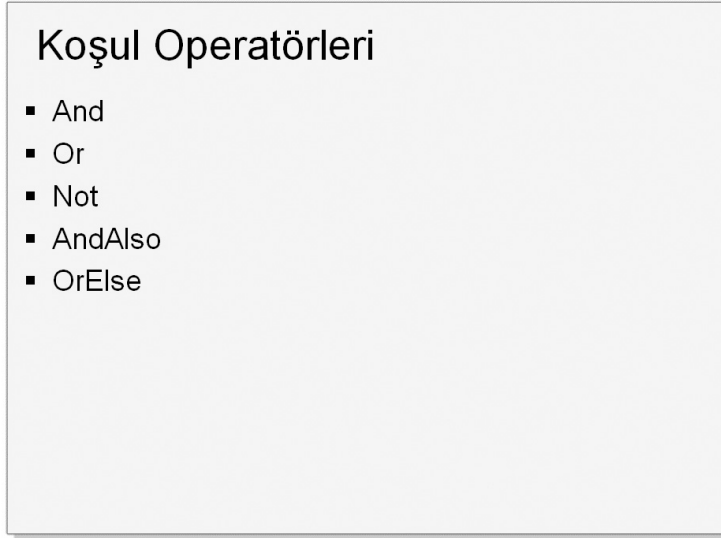 Koşul Operatörleri
▪ And
▪ Or
▪ Not
▪ AndAlso
▪ OrElse